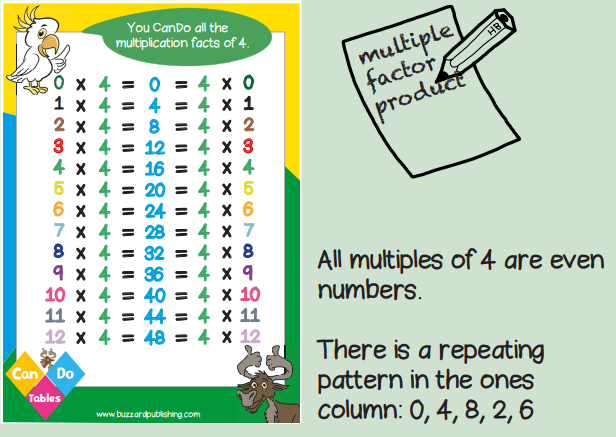 You CanDo all the
multiplication facts of 4.
0 x 4 = 0 = 4 x 0
1 x 4 = 4 = 4 x 1
2 x 4 = 8 = 4 x 2
3 x 4 = 12 = 4 x 3
4 x 4 = 16 = 4 x 4
5 x 4 = 20 = 4 x 5
6 x 4 = 24 = 4 x 6
7 x 4 = 28 = 4 x 7
8 x 4 = 32 = 4 x 8
9 x 4 = 36 = 4 x 9
10 x 4 = 40 = 4 x 10
11 x 4 = 44 = 4 x 11
12 x 4 = 48 = 4 x 12
Can Do
Tables
www.buzzardpublishing.com
multiple
factor
product
HB
All multiples of 4 are even
numbers.
There is a repeating
pattern in the ones
column: 0, 4, 8, 2, 6